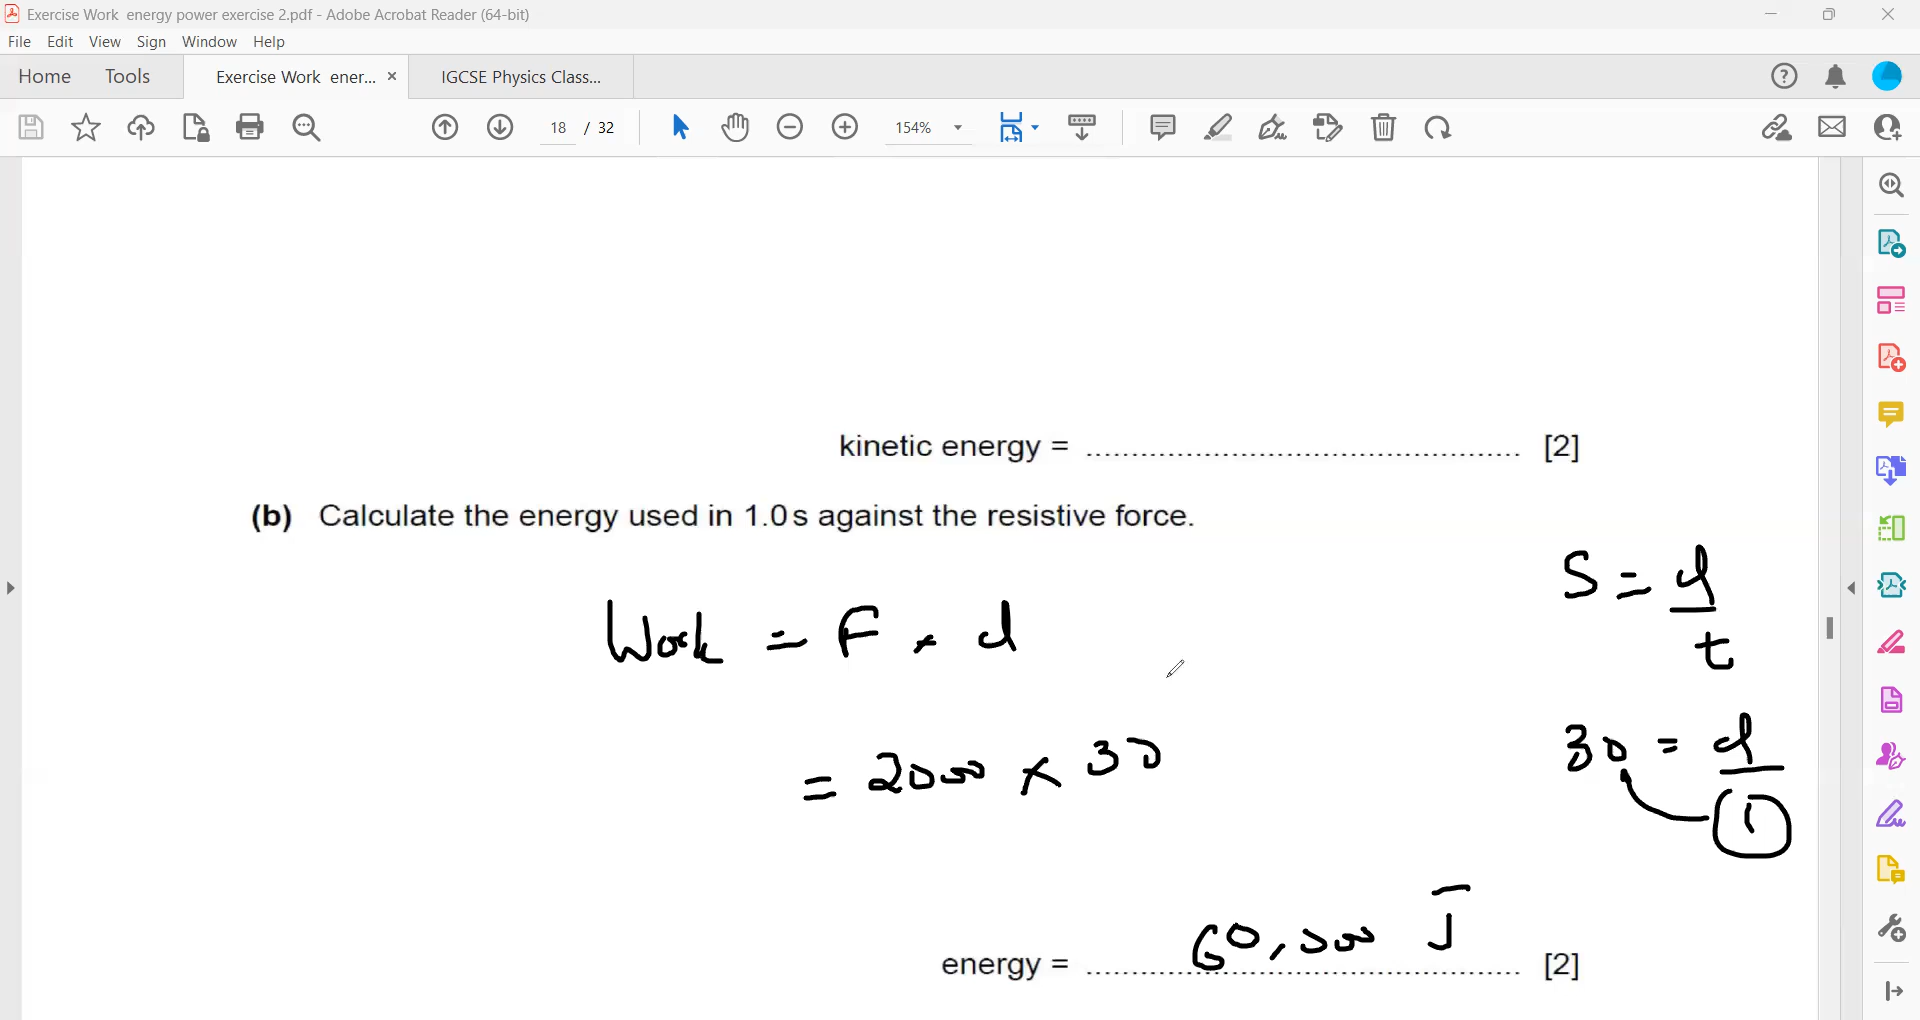 Exercise Work energy power exercise 2.pdf - Adobe Acrobat Reader (64-bit)
File Edit View Sign Window Help
Home Tools Exercise Work ener... × IGCSE Physics Class...
18 / 32 154%
kinetic energy = ................................................ [2]
(b) Calculate the energy used in 1.0 s against the resistive force.
S = d
t
Work = F × d
30 = d
1
= 2000 × 30
energy = 60,000 J [2]